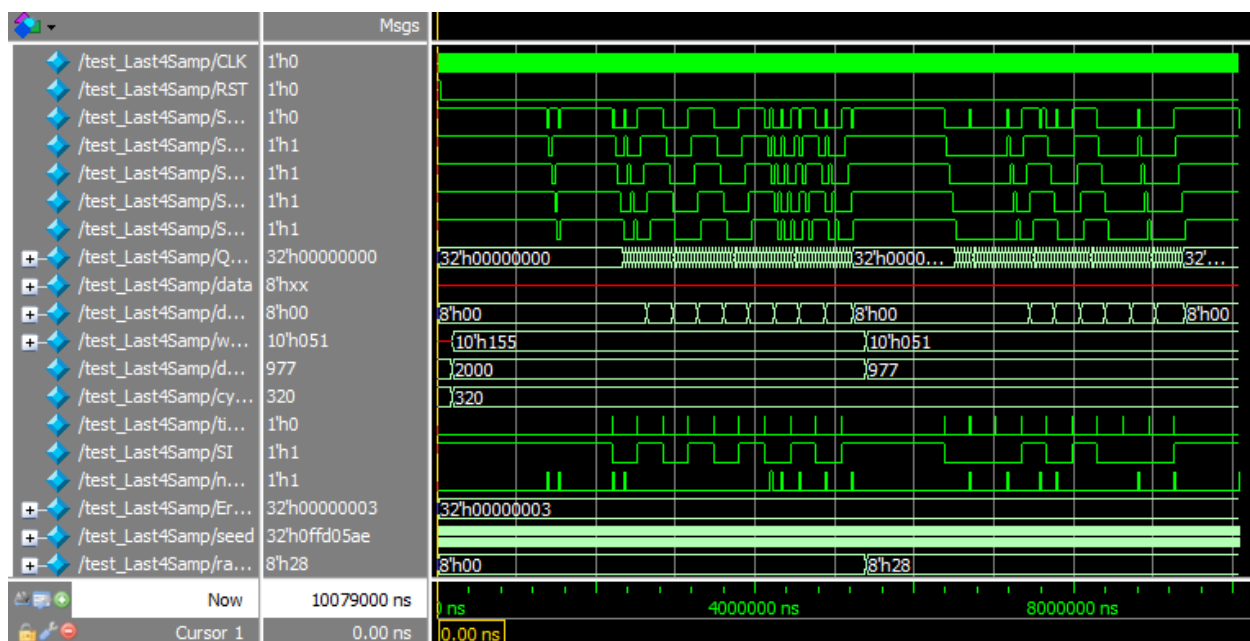 Msgs
/test_Last4Samp/CLK 1'h0
/test_Last4Samp/RST 1'h0
/test_Last4Samp/S... 1'h0
/test_Last4Samp/S... 1'h1
/test_Last4Samp/S... 1'h1
/test_Last4Samp/S... 1'h1
/test_Last4Samp/S... 1'h1
/test_Last4Samp/Q... 32'h00000000 32'h00000000 32'h0000... 32'...
/test_Last4Samp/data 8'hxx
/test_Last4Samp/d... 8'h00 8'h00 8'h00 8'h00
/test_Last4Samp/w... 10'h051 10'h155 10'h051
/test_Last4Samp/d... 977 2000 977
/test_Last4Samp/cy... 320 320
/test_Last4Samp/ti... 1'h0
/test_Last4Samp/SI 1'h1
/test_Last4Samp/n... 1'h1
/test_Last4Samp/Er... 32'h00000003 32'h00000003
/test_Last4Samp/seed 32'h0ffd05ae
/test_Last4Samp/ra... 8'h28 8'h00 8'h28
Now 10079000 ns ns 4000000 ns 8000000 ns
Cursor 1 0.00 ns 0.00 ns